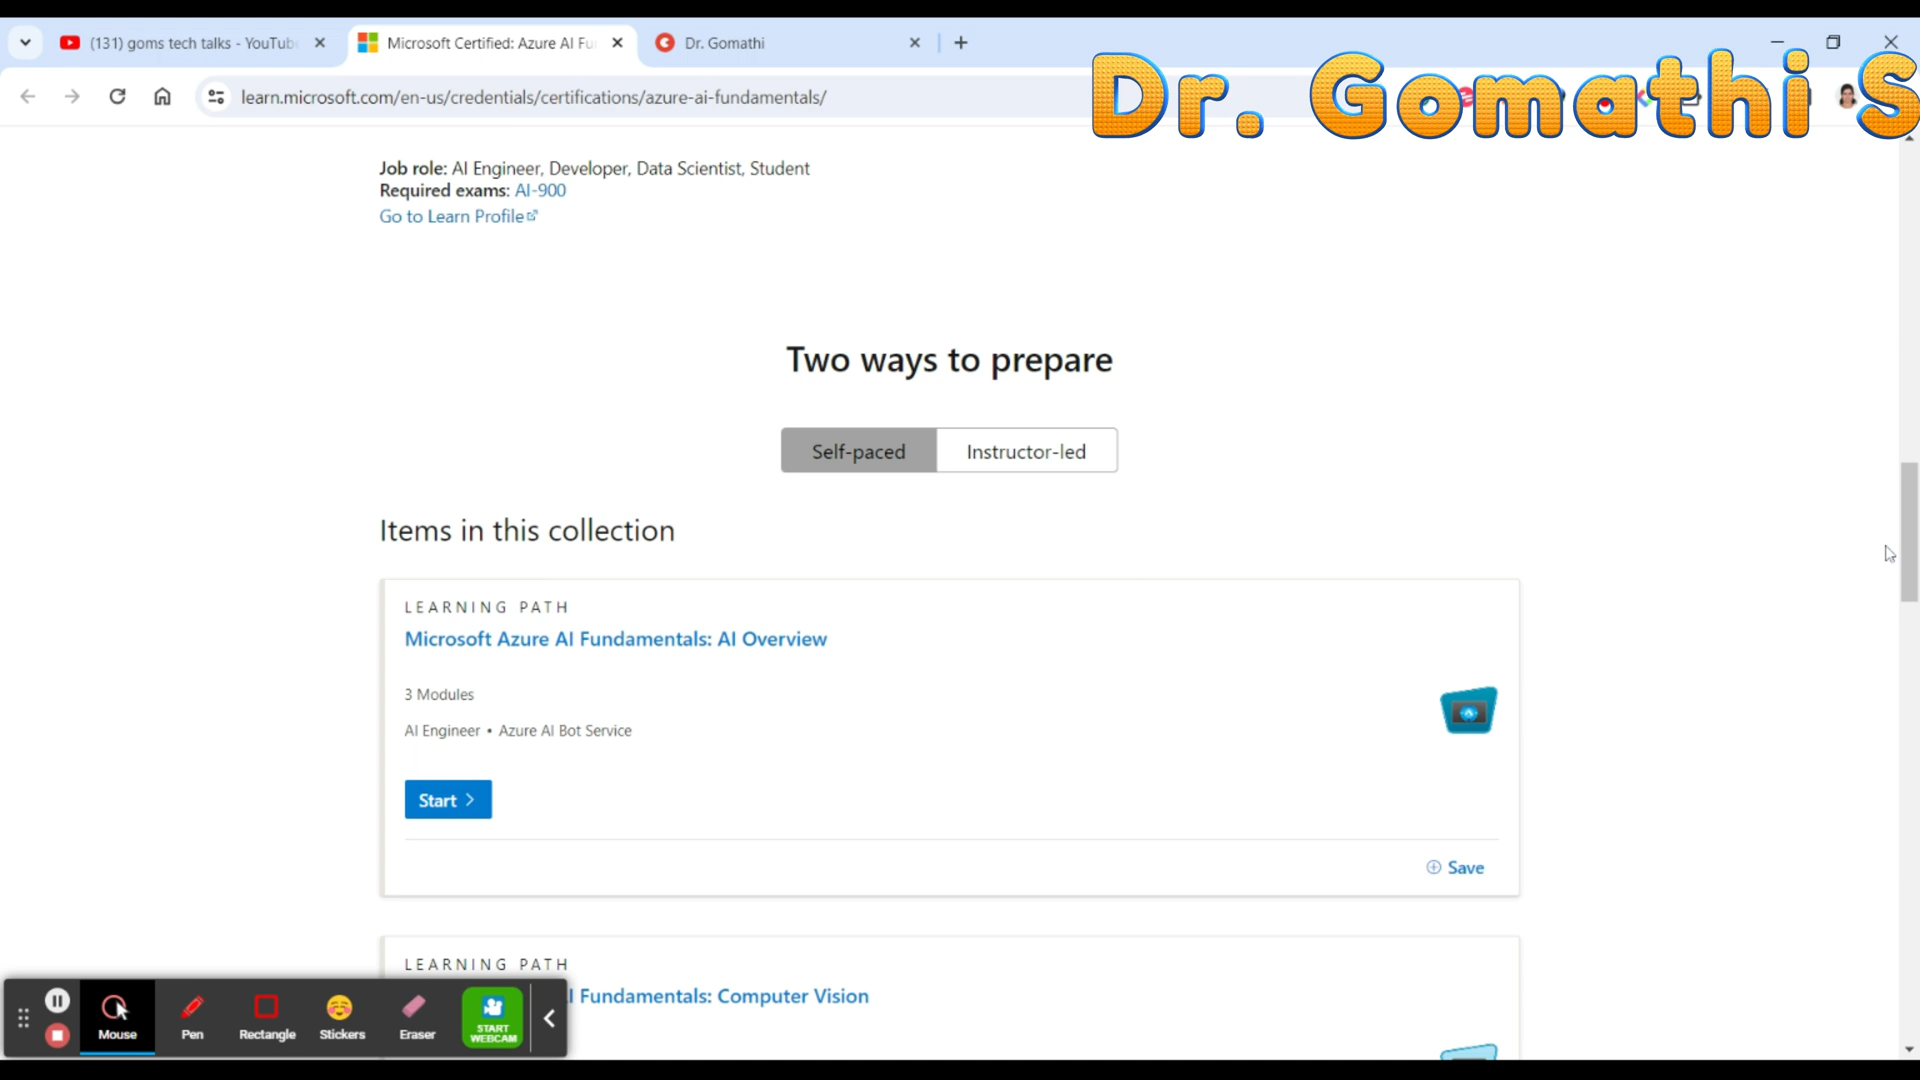 (131) goms tech talks - YouTub
Microsoft Certified: Azure AI Fu
Dr. Gomathi
learn.microsoft.com/en-us/credentials/certifications/azure-ai-fundamentals/
Dr. Gomathi S
Job role: AI Engineer, Developer, Data Scientist, Student
Required exams: AI-900
Go to Learn Profile
Two ways to prepare
Self-paced
Instructor-led
Items in this collection
LEARNING PATH
Microsoft Azure AI Fundamentals: AI Overview
3 Modules
AI Engineer • Azure AI Bot Service
Start
Save
LEARNING PATH
I Fundamentals: Computer Vision
Mouse
Pen
Rectangle
Stickers
Eraser
START
WEBCAM